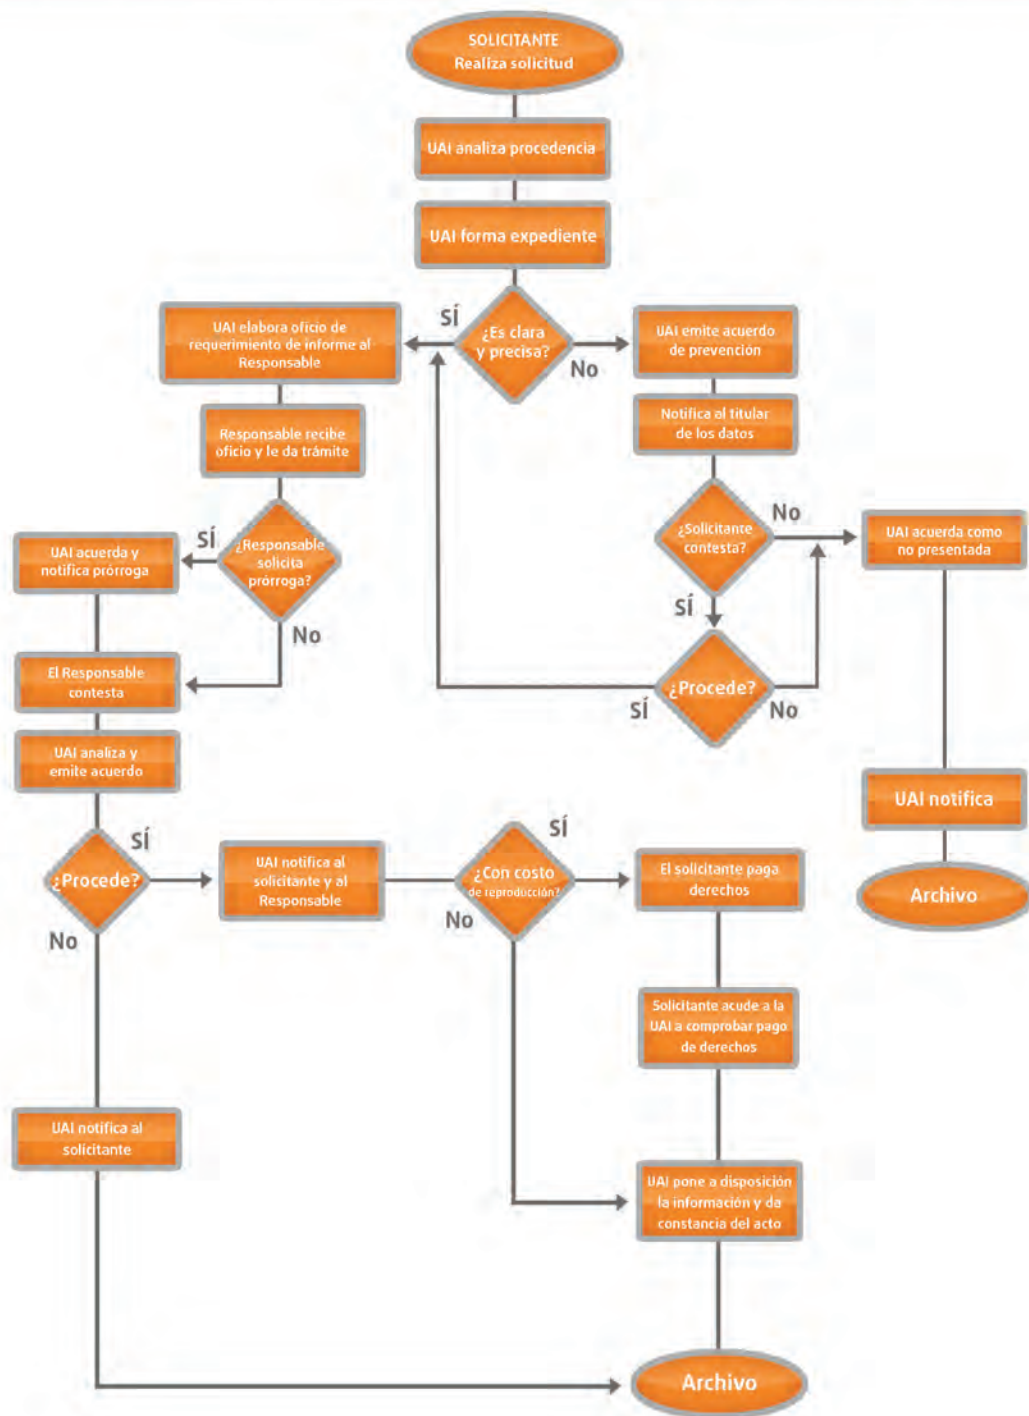 SOLICITANTE
Realiza solicitud
UAI analiza procedencia
UAI forma expediente
¿Es clara
y precisa?
SÍ
No
UAI elabora oficio de
requerimiento de informe al
Responsable
Responsable recibe
oficio y le da trámite
¿Responsable
solicita
prórroga?
SÍ
No
UAI acuerda y
notifica prórroga
El Responsable
contesta
UAI analiza y
emite acuerdo
UAI emite acuerdo
de prevención
Notifica al titular
de los datos
¿Solicitante
contesta?
No
SÍ
¿Procede?
SÍ
No
UAI acuerda como
no presentada
UAI notifica
Archivo
¿Procede?
SÍ
No
UAI notifica al
solicitante y al
Responsable
¿Con costo
de reproducción?
SÍ
No
El solicitante paga
derechos
Solicitante acude a la
UAI a comprobar pago
de derechos
UAI pone a disposición
la información y da
constancia del acto
UAI notifica al
solicitante
Archivo